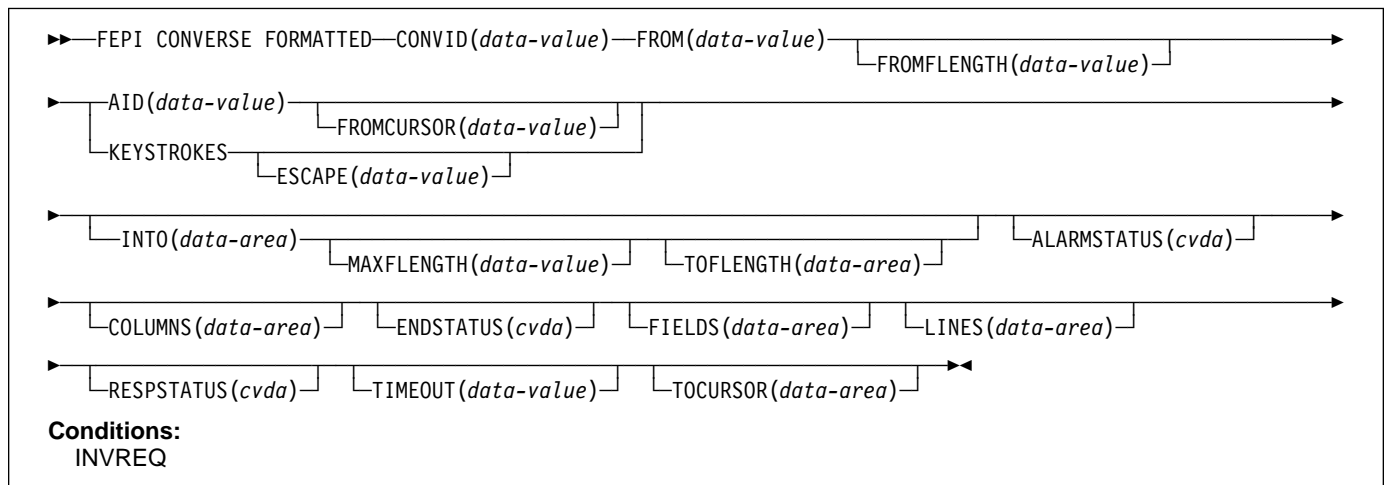 FEPI CONVERSE FORMATTED CONVID(data-value) FROM(data-value)
FROMFLENGTH(data-value)
AID(data-value)
FROMCURSOR(data-value)
KEYSTROKES
ESCAPE(data-value)
INTO(data-area)
MAXFLENGTH(data-value) TOFLENGTH(data-area)
ALARMSTATUS(cvda)
COLUMNS(data-area) ENDSTATUS(cvda) FIELDS(data-area) LINES(data-area)
RESPSTATUS(cvda) TIMEOUT(data-value) TOCURSOR(data-area)
Conditions:
INVREQ